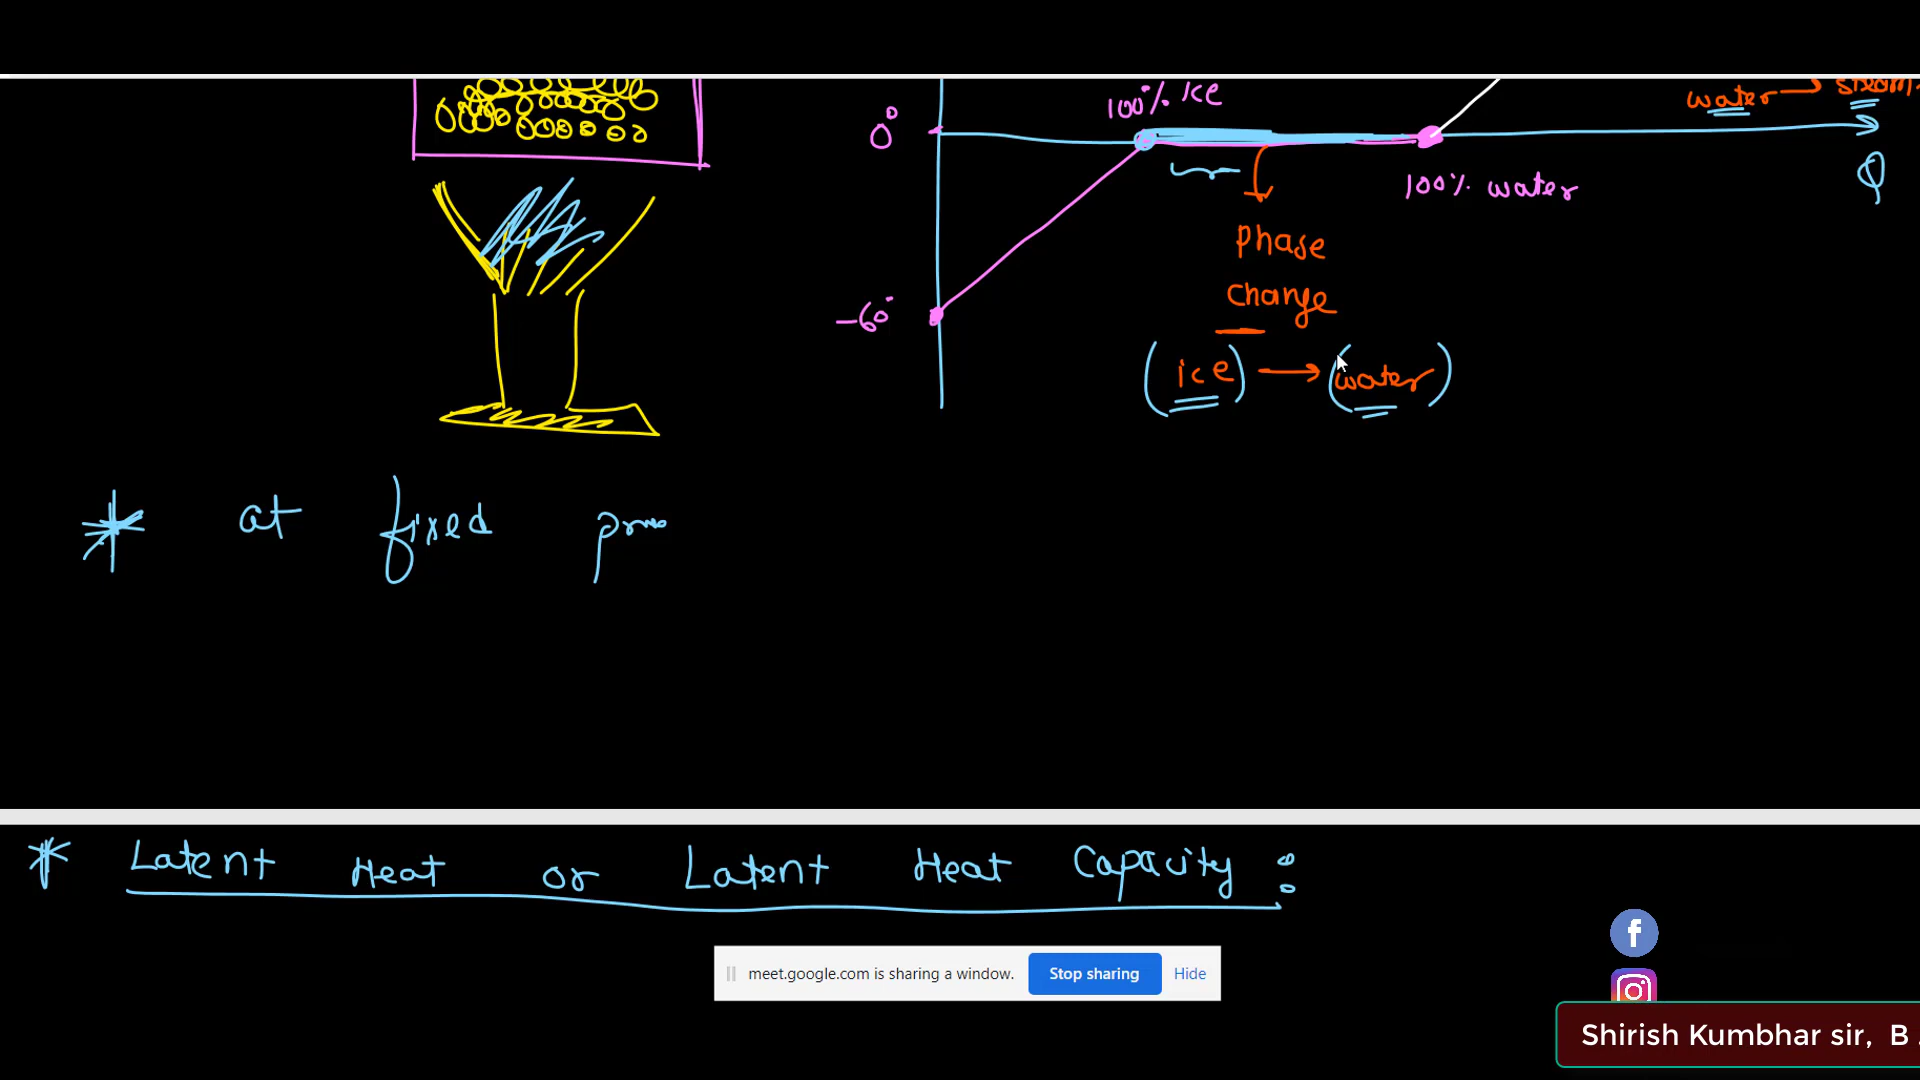 100% ice
water → steam
0°
100% water
Q
Phase
change
-60°
(ice) → (water)
* at fixed
* Latent Heat or Latent Heat Capacity :
meet.google.com is sharing a window. Stop sharing Hide
Shirish Kumbhar sir, B